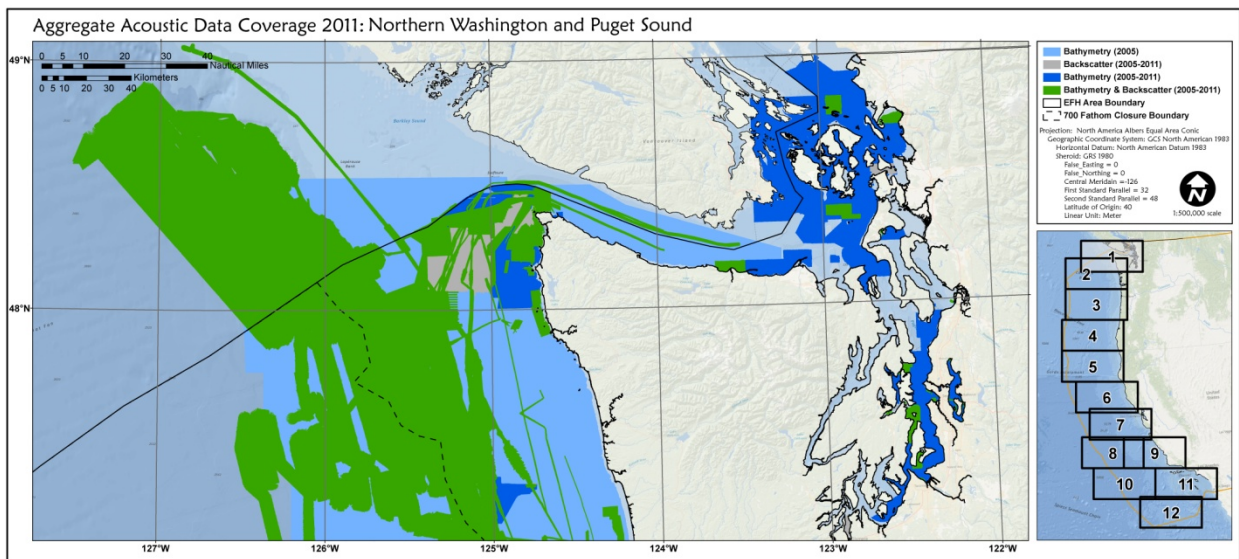 Aggregate Acoustic Data Coverage 2011: Northern Washington and Puget Sound
49°N
0 5 10 20 30 40
Nautical Miles
Kilometers
0 5 10 20 30 40
48°N
127°W
126°W
125°W
124°W
123°W
122°W
Bathymetry (2005)
Backscatter (2005-2011)
Bathymetry (2005-2011)
Bathymetry & Backscatter (2005-2011)
EFH Area Boundary
700 Fathom Closure Boundary
Projection: North America Albers Equal Area Conic
Geographic Coordinate System: GCS North American 1983
Horizontal Datum: North American Datum 1983
Sheroid: GRS 1980
False_Easting = 0
False_Northing = 0
Central Meridain =-126
First Standard Parallel = 32
Second Standard Parallel = 48
Latitude of Origin: 40
Linear Unit: Meter
N
1:500,000 scale
1
2
3
4
5
6
7
8
9
10
11
12